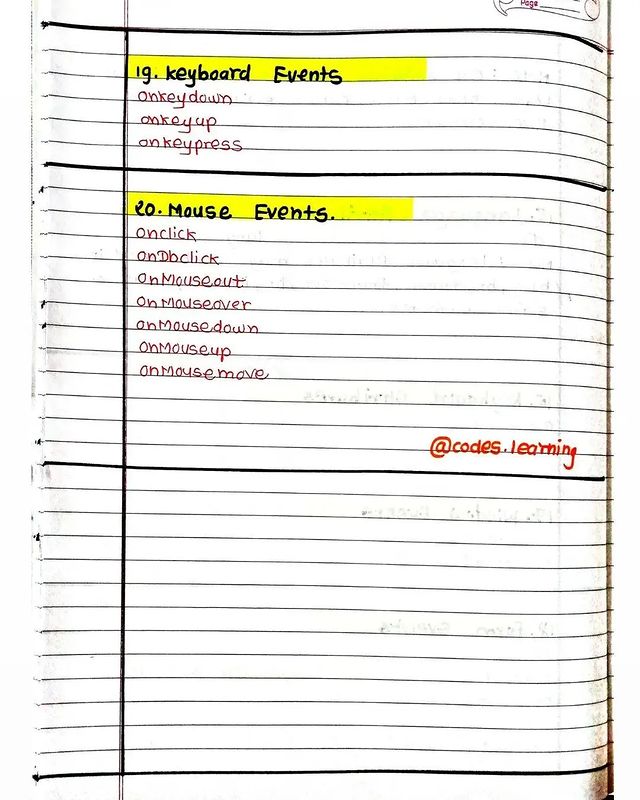 Page
19. Keyboard Events
onkeydown
onkeyup
onkeypress
20. Mouse Events.
onclick
onDbclick
onMouseout
onMouseover
onMousedown
onMouseup
onMousemove
@codes.learning